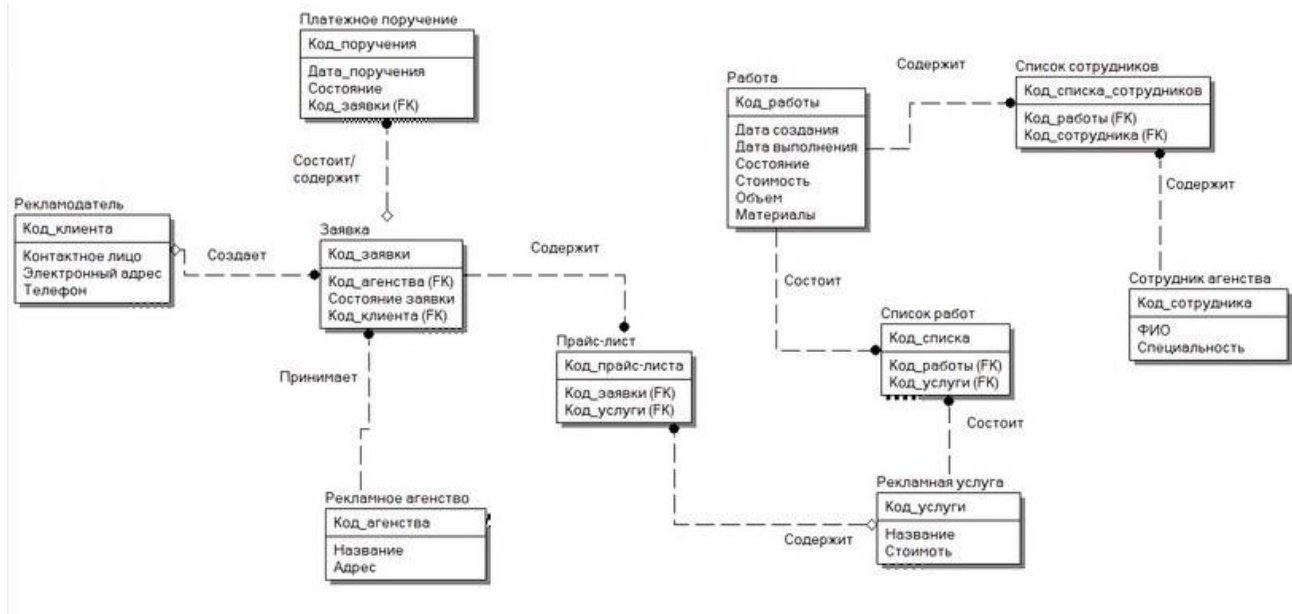 Платежное поручение
Код_поручения
Дата_поручения
Состояние
Код_заявки (FK)
Состоит/
содержит
Рекламодатель
Код_клиента
Контактное лицо
Электронный адрес
Телефон
Создает
Заявка
Код_заявки
Код_агенства (FK)
Состояние заявки
Код_клиента (FK)
Принимает
Рекламное агенство
Код_агенства
Название
Адрес
Содержит
Прайс-лист
Код_прайс-листа
Код_заявки (FK)
Код_услуги (FK)
Содержит
Работа
Код_работы
Дата создания
Дата выполнения
Состояние
Стоимость
Объем
Материалы
Содержит
Список сотрудников
Код_списка_сотрудников
Код_работы (FK)
Код_сотрудника (FK)
Содержит
Сотрудник агенства
Код_сотрудника
ФИО
Специальность
Состоит
Список работ
Код_списка
Код_работы (FK)
Код_услуги (FK)
Состоит
Рекламная услуга
Код_услуги
Название
Стоимоть